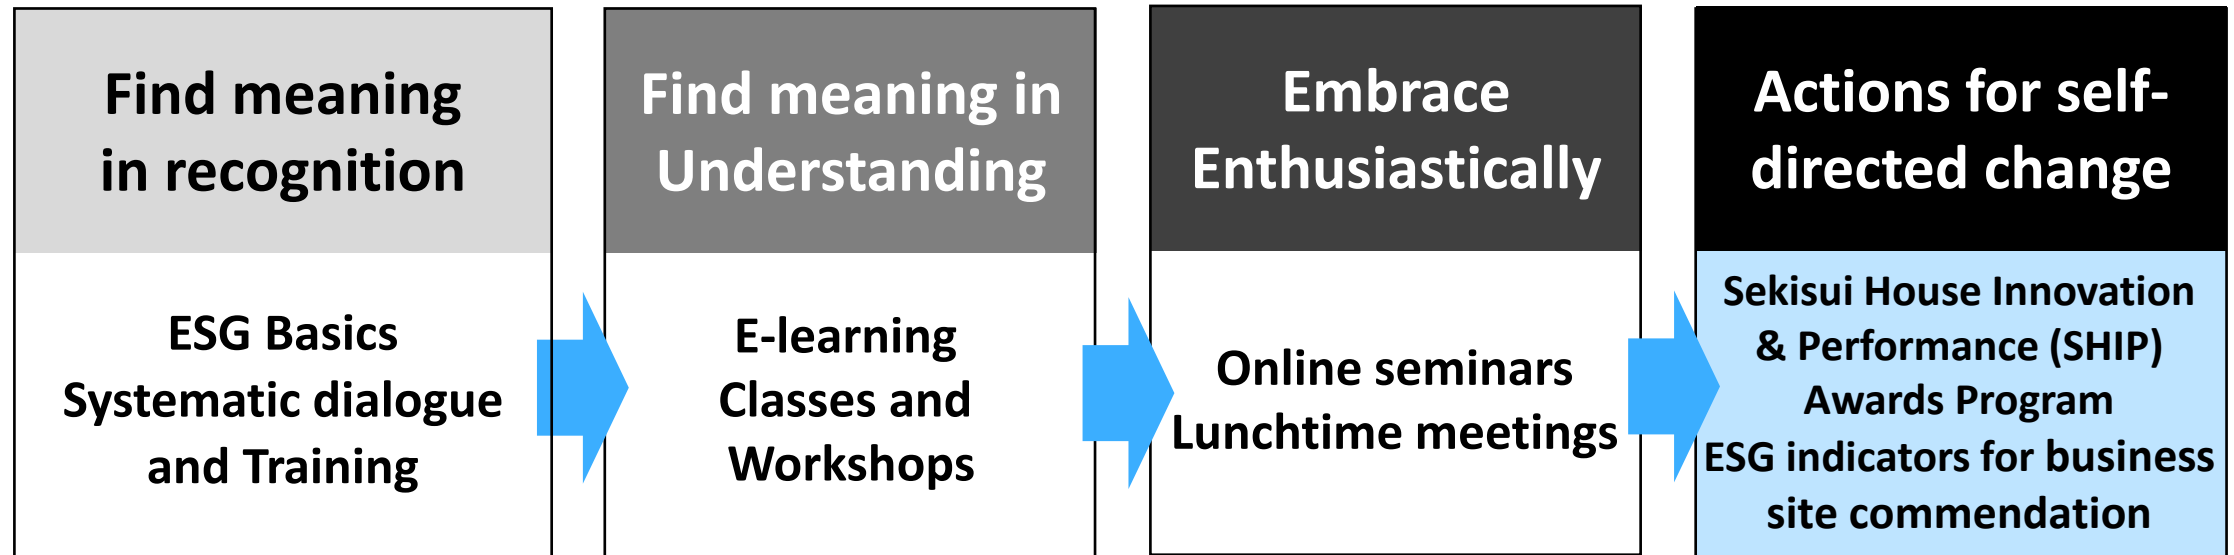 Find meaning
in recognition
ESG Basics
Systematic dialogue
and Training
Find meaning in
Understanding
E-learning
Classes and
Workshops
Embrace
Enthusiastically
Online seminars
Lunchtime meetings
Actions for self-
directed change
Sekisui House Innovation
& Performance (SHIP)
Awards Program
ESG indicators for business
site commendation